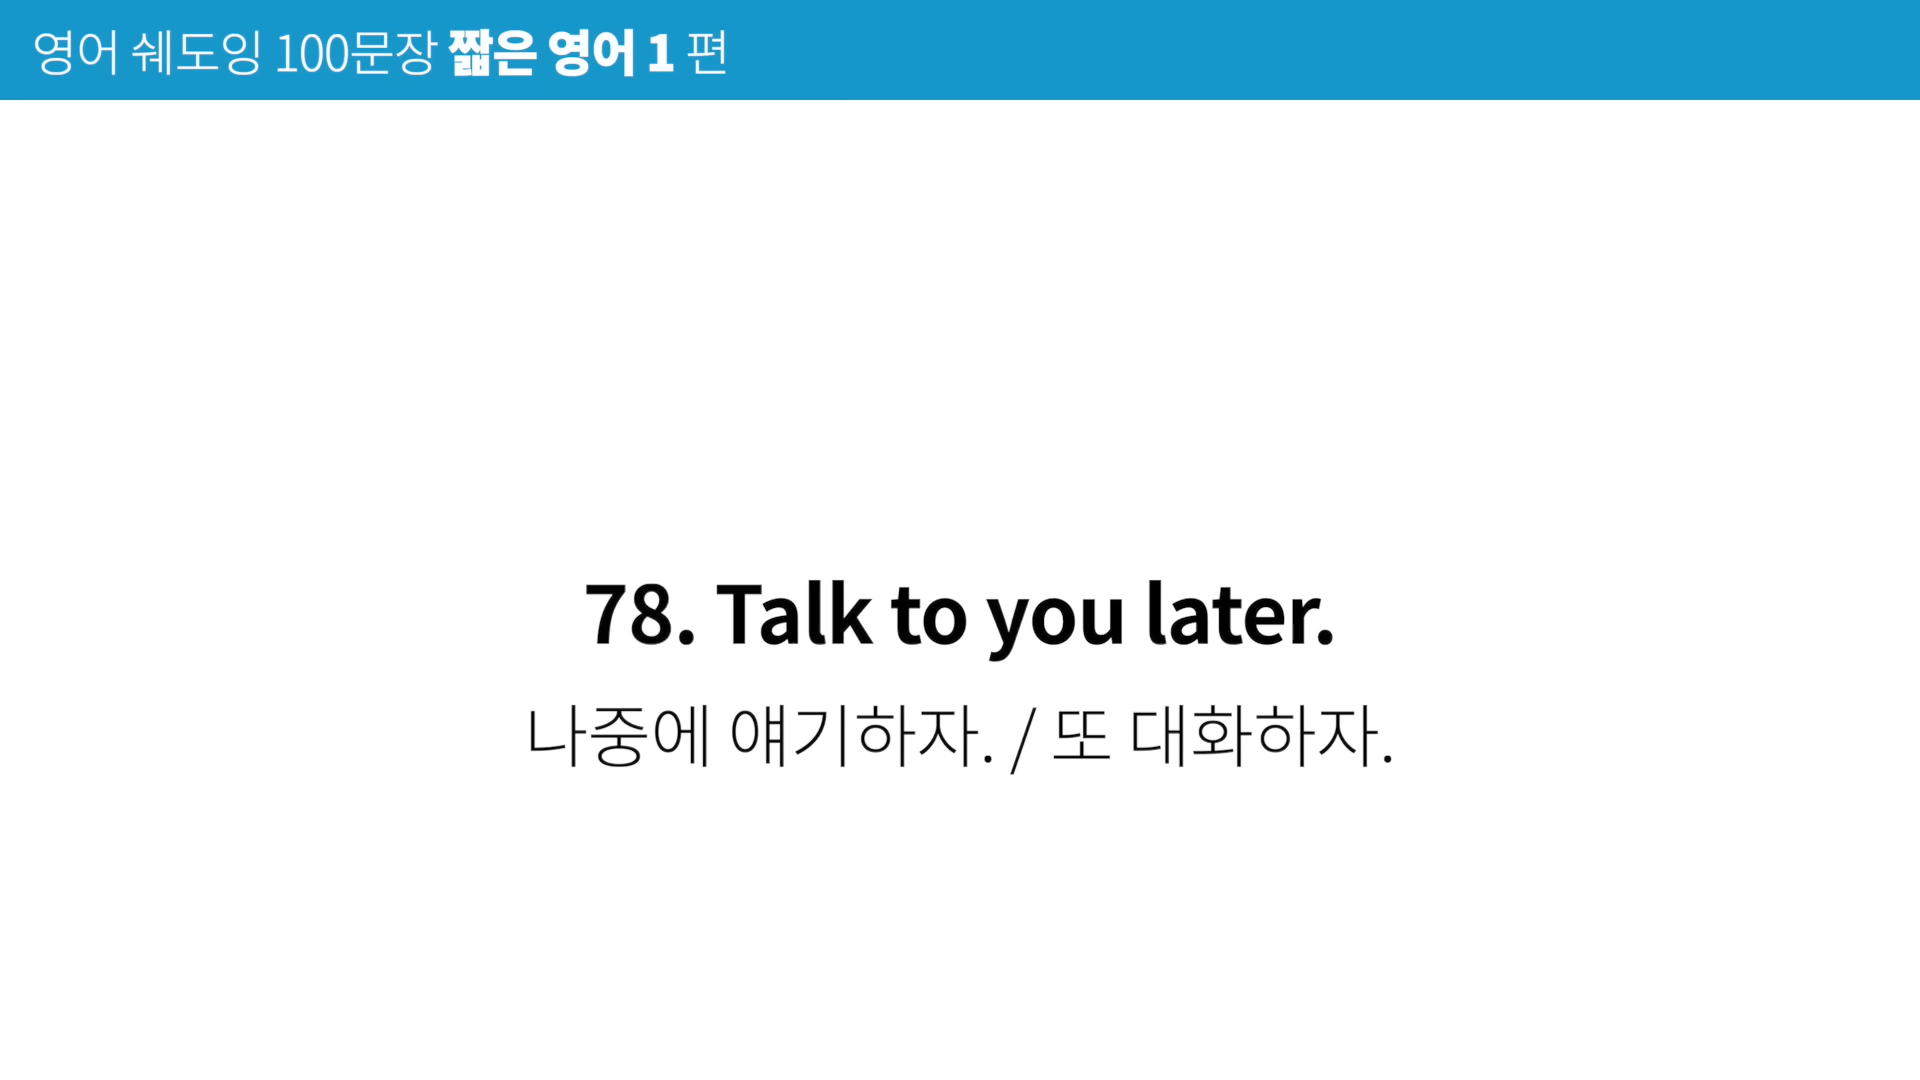 영어 쉐도잉 100문장 짧은 영어 1 편
78. Talk to you later.
나중에 얘기하자. / 또 대화하자.